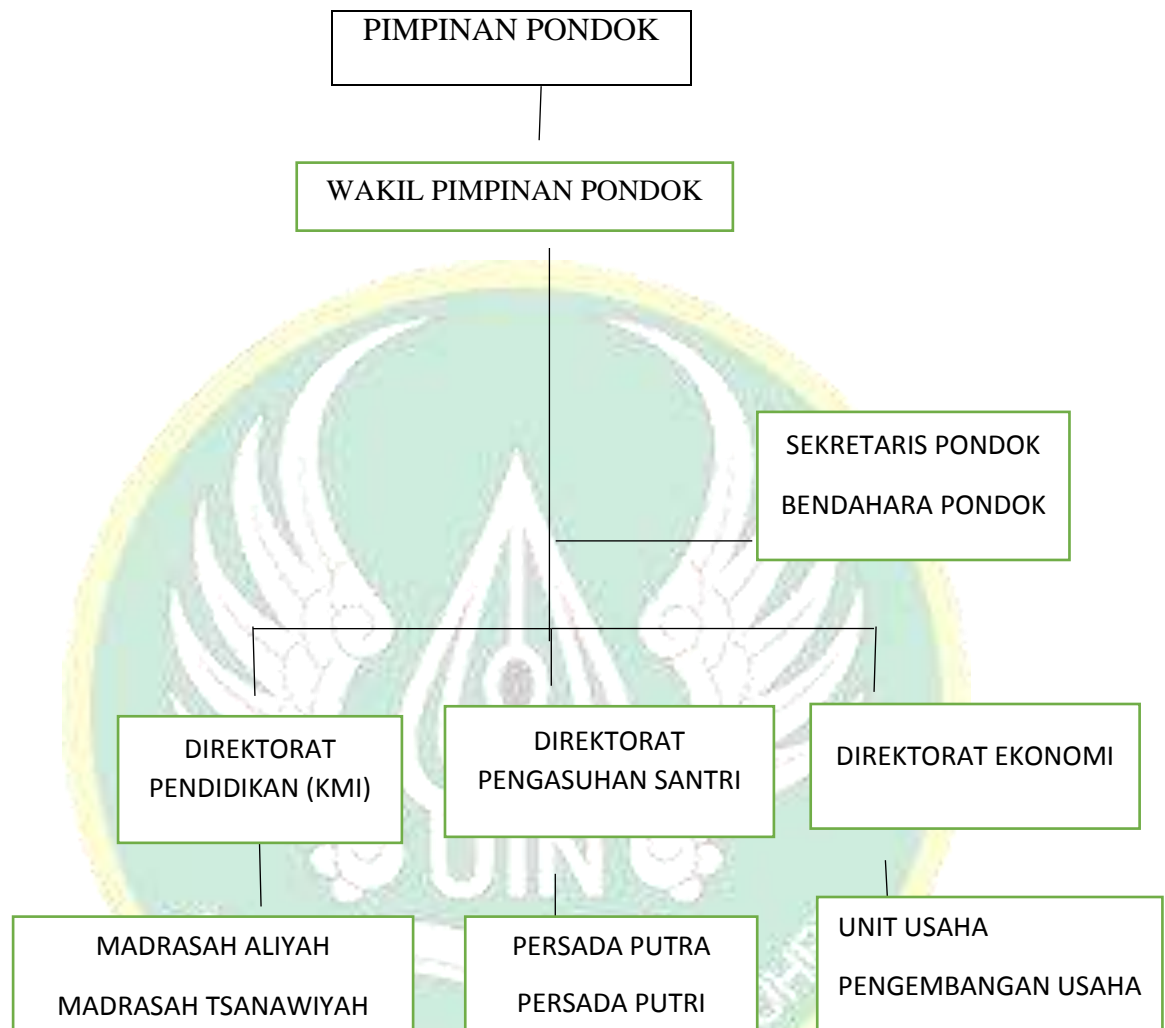 PIMPINAN PONDOK
WAKIL PIMPINAN PONDOK
SEKRETARIS PONDOK
BENDAHARA PONDOK
DIREKTORAT
PENDIDIKAN (KMI)
DIREKTORAT
PENGASUHAN SANTRI
DIREKTORAT EKONOMI
UIN
MADRASAH ALIYAH
MADRASAH TSANAWIYAH
PERSADA PUTRA
PERSADA PUTRI
UNIT USAHA
PENGEMBANGAN USAHA